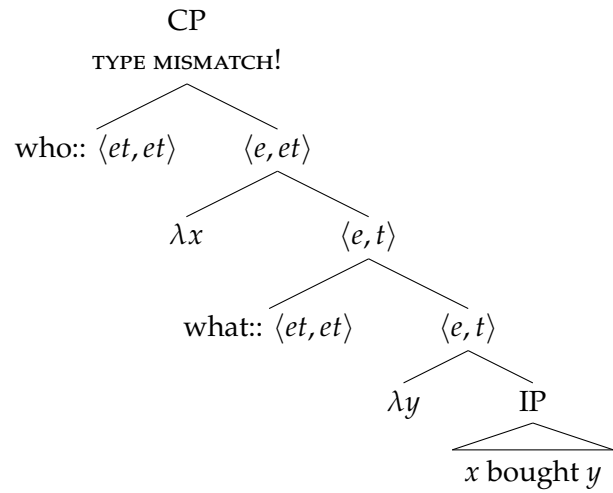 CP
TYPE MISMATCH!
who:: ⟨et, et⟩ ⟨e, et⟩
λx ⟨e, t⟩
what:: ⟨et, et⟩ ⟨e, t⟩
λy IP
x bought y